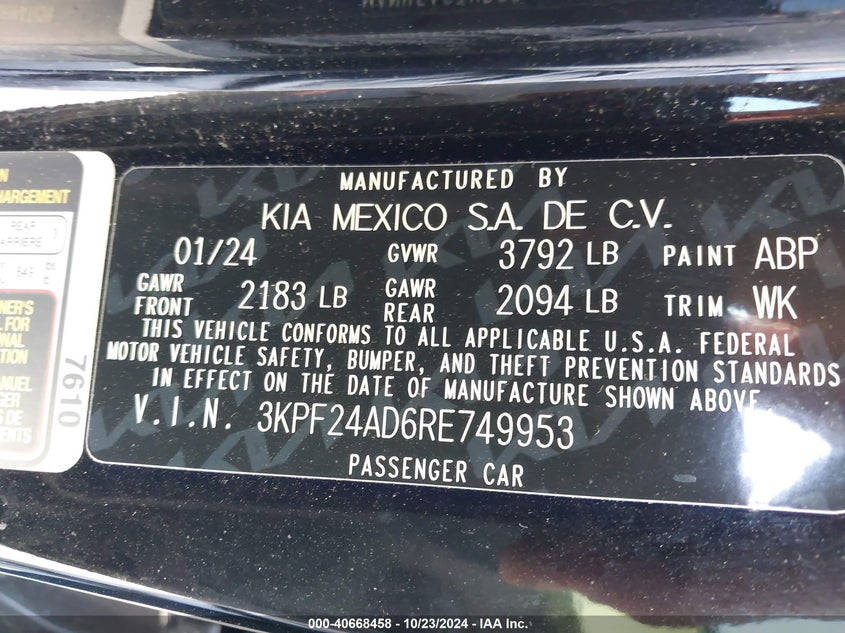 MANUFACTURED BY
KIA MEXICO S.A. DE C.V.
01/24 GVWR 3792 LB PAINT ABP
GAWR FRONT 2183 LB GAWR REAR 2094 LB TRIM WK
THIS VEHICLE CONFORMS TO ALL APPLICABLE U.S.A. FEDERAL
MOTOR VEHICLE SAFETY, BUMPER, AND THEFT PREVENTION STANDARDS
IN EFFECT ON THE DATE OF MANUFACTURE SHOWN ABOVE.
V.I.N. 3KPF24AD6RE749953
PASSENGER CAR
REAR
7610
000-40668458 - 10/23/2024 - IAA Inc.